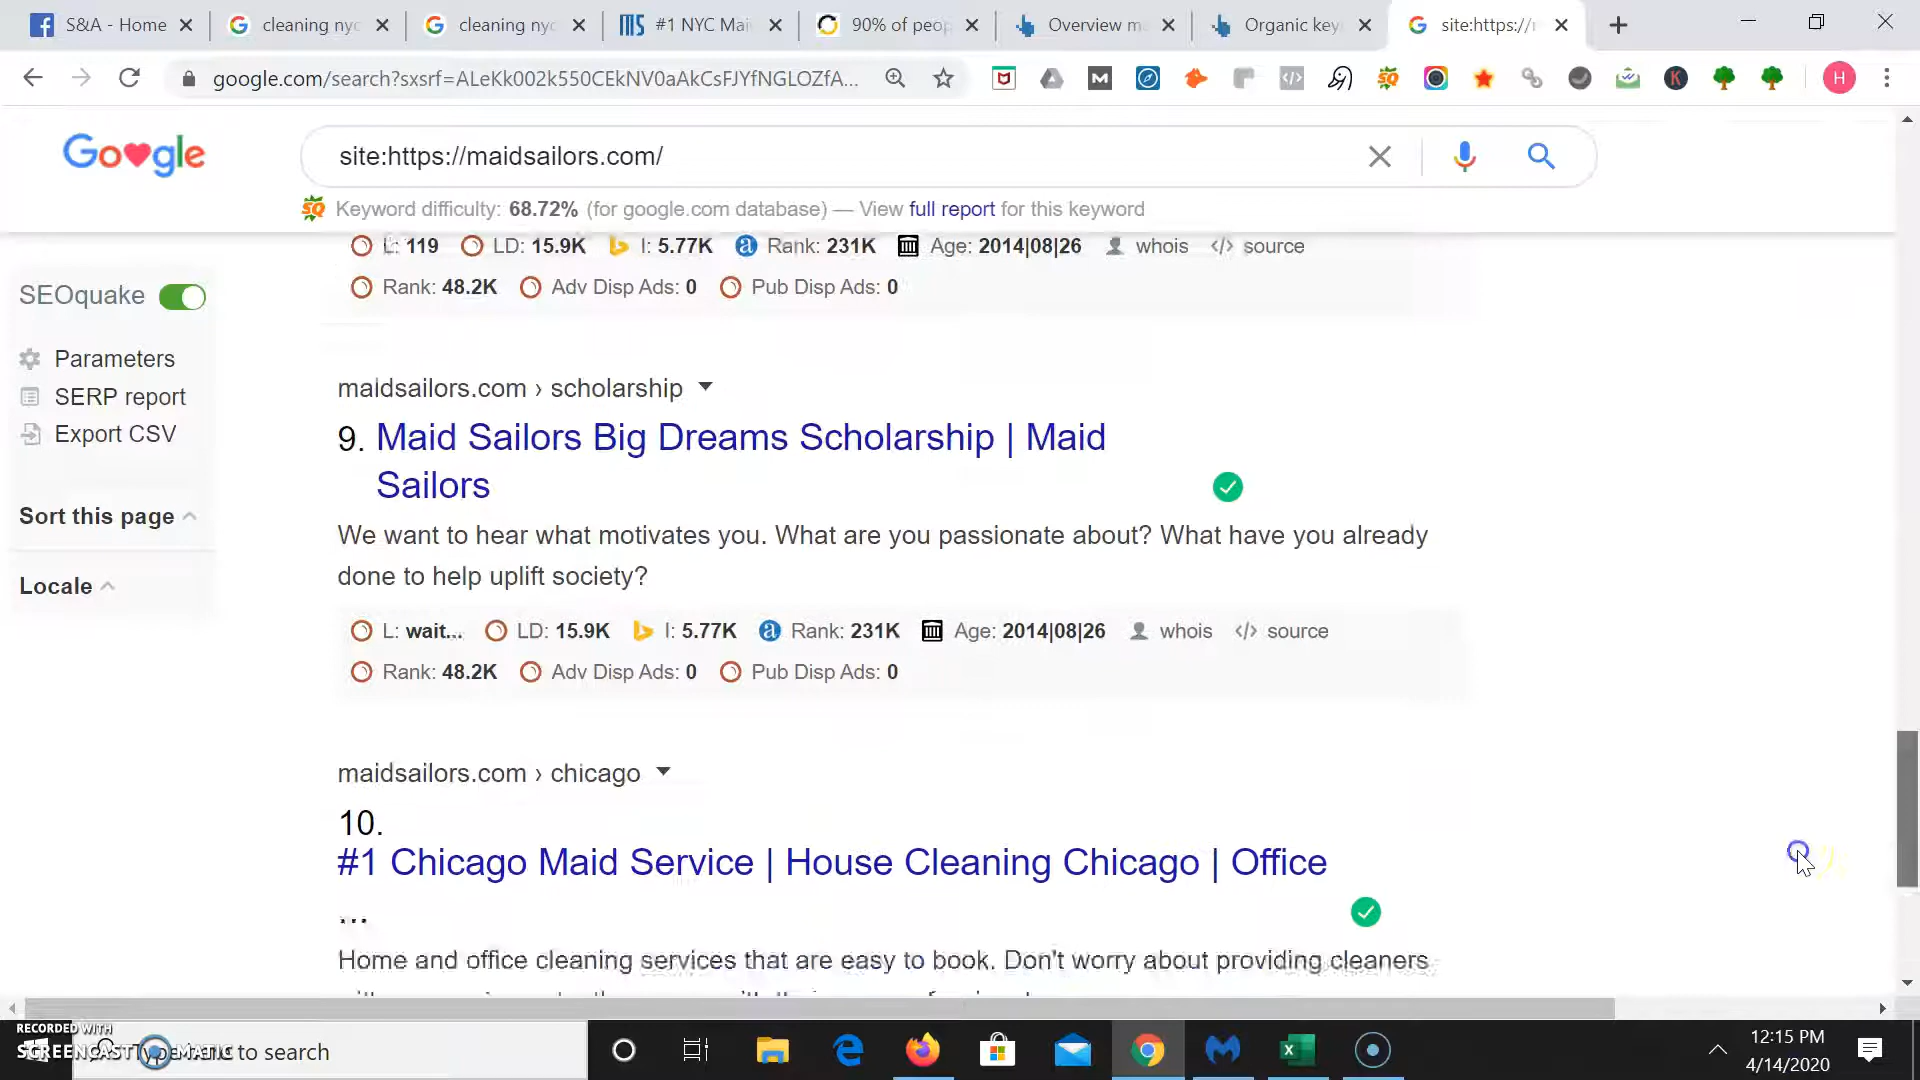 S&A - Home
cleaning nyc
cleaning nyc
#1 NYC Mai
90% of peop
Overview m
Organic key
site:https://
google.com/search?sxsrf=ALeKk002k550CEkNV0aAkCsFJYfNGLOZfA...
Google
site:https://maidsailors.com/
Keyword difficulty: 68.72% (for google.com database) — View full report for this keyword
L: 119 LD: 15.9K I: 5.77K Rank: 231K Age: 2014|08|26 whois </> source
Rank: 48.2K Adv Disp Ads: 0 Pub Disp Ads: 0
SEOquake
Parameters
SERP report
Export CSV
Sort this page
Locale
maidsailors.com › scholarship
9. Maid Sailors Big Dreams Scholarship | Maid
Sailors
We want to hear what motivates you. What are you passionate about? What have you already
done to help uplift society?
L: wait... LD: 15.9K I: 5.77K Rank: 231K Age: 2014|08|26 whois </> source
Rank: 48.2K Adv Disp Ads: 0 Pub Disp Ads: 0
maidsailors.com › chicago
10.
#1 Chicago Maid Service | House Cleaning Chicago | Office
...
Home and office cleaning services that are easy to book. Don't worry about providing cleaners
RECORDED WITH
SCREENCAST MATIC
to search
12:15 PM
4/14/2020